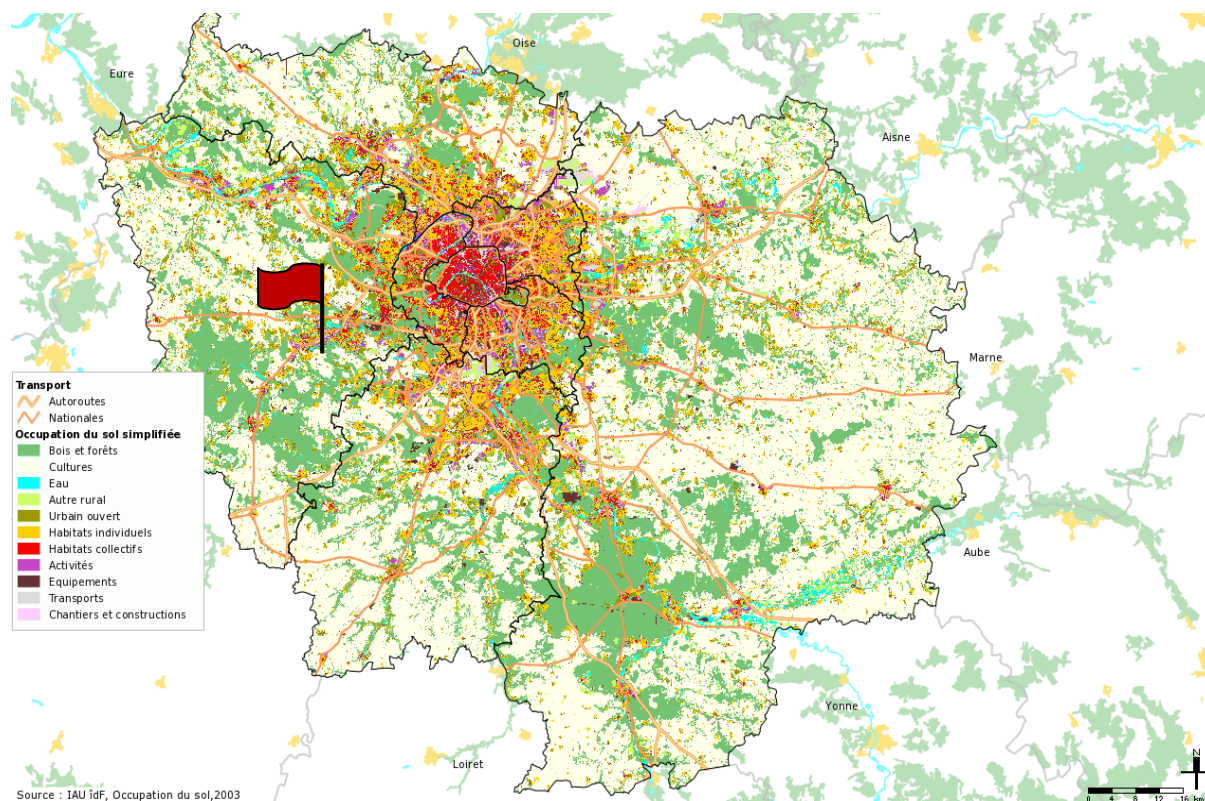 Oise
Eure
Aisne
Marne
Transport
Autoroutes
Nationales
Occupation du sol simplifiée
Bois et forêts
Cultures
Eau
Autre rural
Urbain ouvert
Habitats individuels
Habitats collectifs
Activités
Equipements
Transports
Chantiers et constructions
Aube
Yonne
Loiret
N
0 4 8 12 16 km
Source : IAU îdF, Occupation du sol,2003